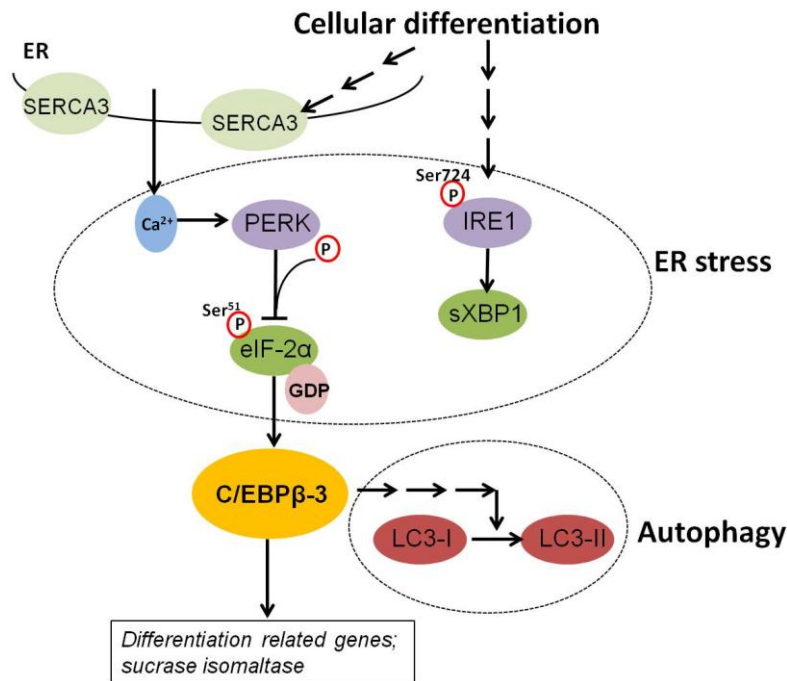 Cellular differentiation
ER
SERCA3
SERCA3
Ser724
P
IRE1
Ca²⁺
PERK
P
ER stress
sXBP1
Ser⁵¹
P
eIF-2α
GDP
C/EBPβ-3
LC3-I
LC3-II
Autophagy
Differentiation related genes;
sucrase isomaltase